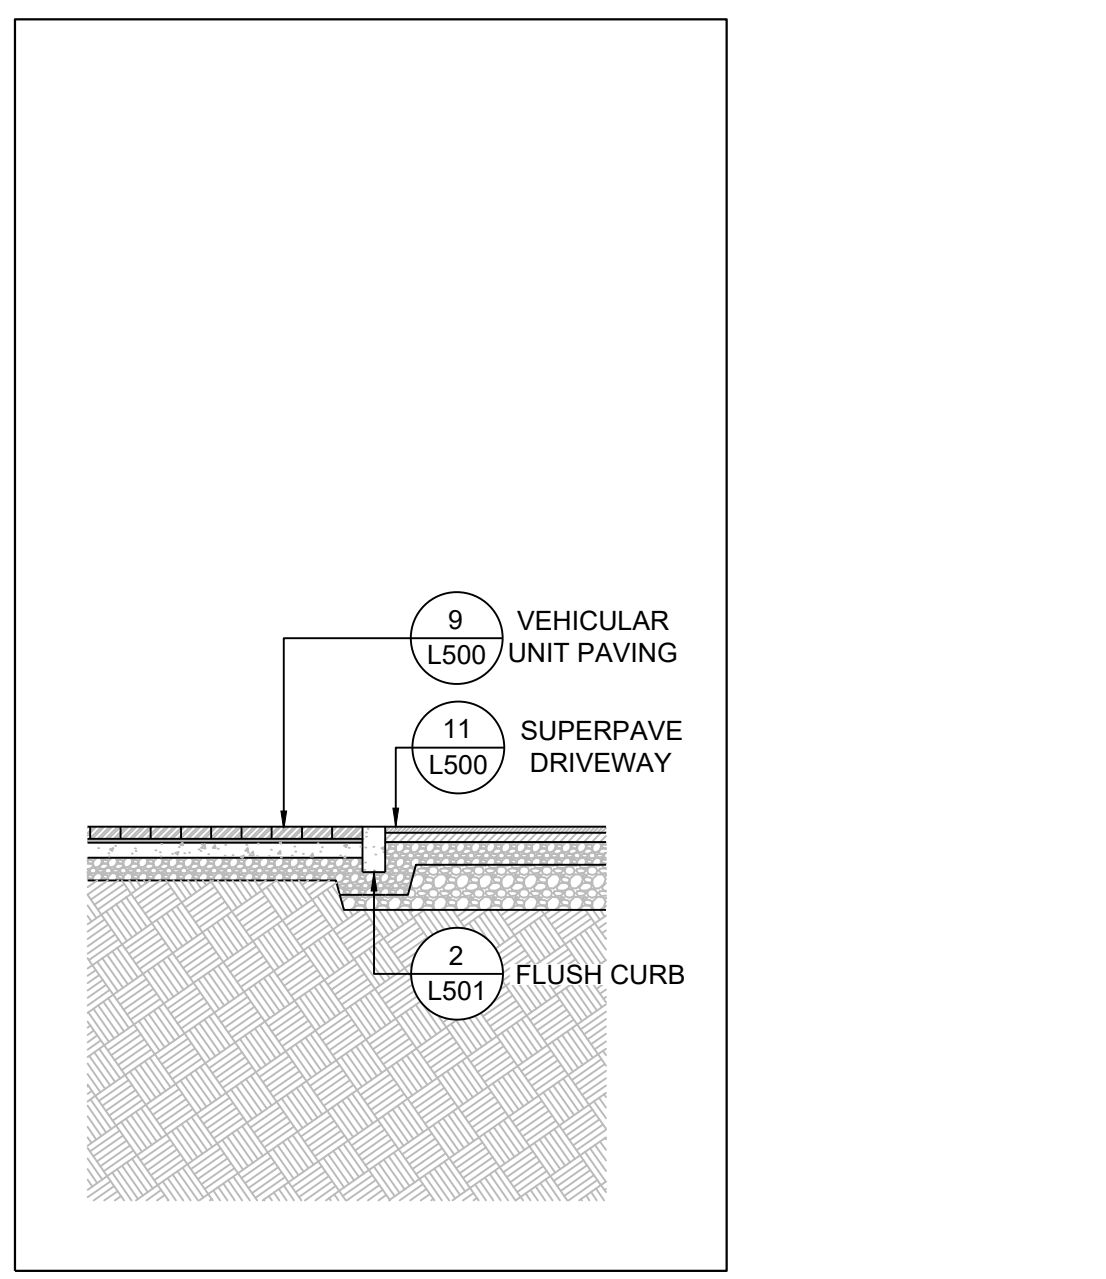 9
L500
VEHICULAR
UNIT PAVING
11
L500
SUPERPAVE
DRIVEWAY
2
L501
FLUSH CURB